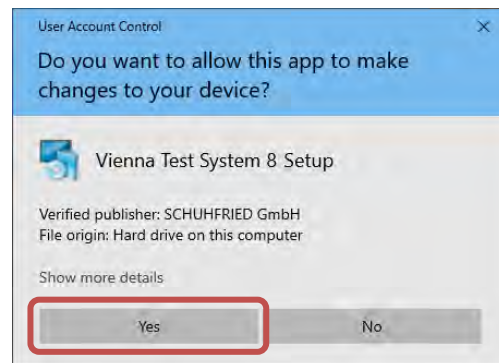 User Account Control
Do you want to allow this app to make
changes to your device?
Vienna Test System 8 Setup
Verified publisher: SCHUHFRIED GmbH
File origin: Hard drive on this computer
Show more details
Yes No